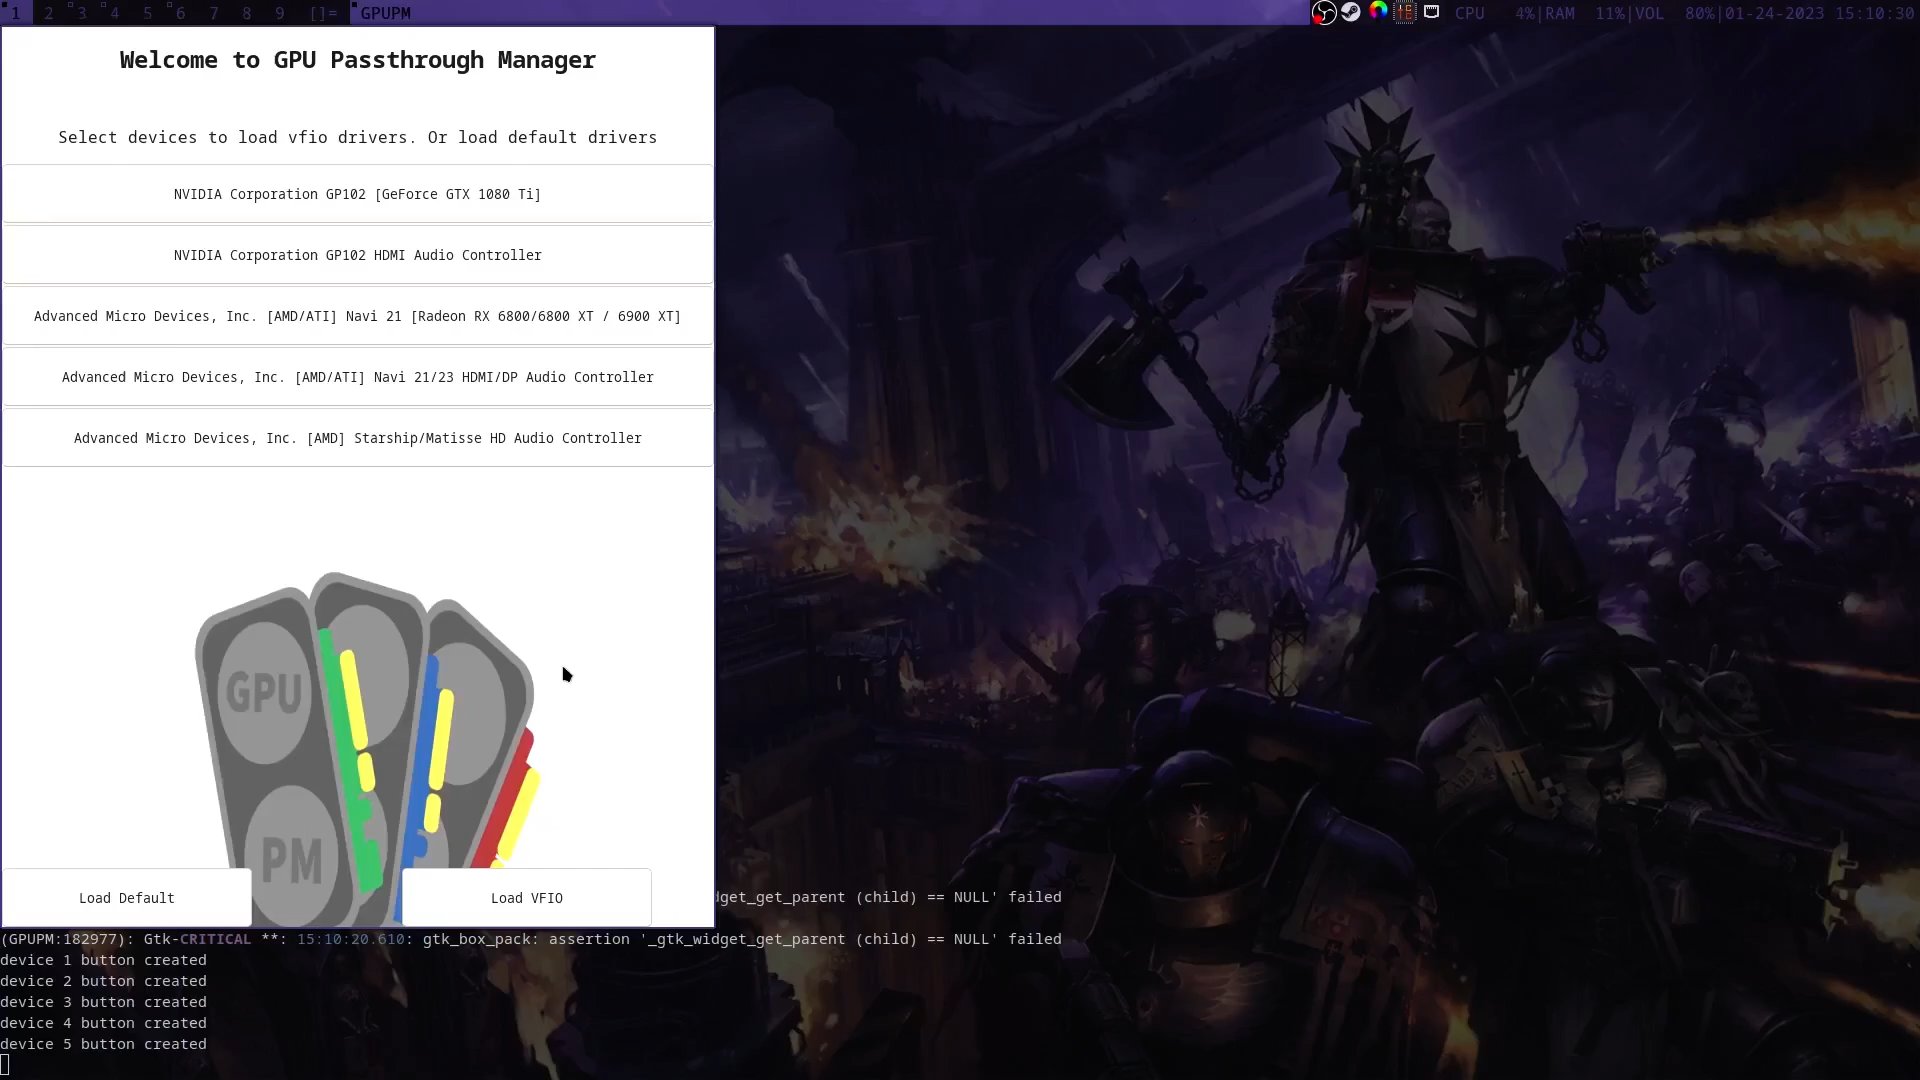 1 2 3 4 5 6 7 8 9 []= GPUPM CPU 4%|RAM 11%|VOL 80%|01-24-2023 15:10:30
Welcome to GPU Passthrough Manager
Select devices to load vfio drivers. Or load default drivers
NVIDIA Corporation GP102 [GeForce GTX 1080 Ti]
NVIDIA Corporation GP102 HDMI Audio Controller
Advanced Micro Devices, Inc. [AMD/ATI] Navi 21 [Radeon RX 6800/6800 XT / 6900 XT]
Advanced Micro Devices, Inc. [AMD/ATI] Navi 21/23 HDMI/DP Audio Controller
Advanced Micro Devices, Inc. [AMD] Starship/Matisse HD Audio Controller
GPU
PM
Load Default Load VFIO
dget_get_parent (child) == NULL' failed
(GPUPM:182977): Gtk-CRITICAL **: 15:10:20.610: gtk_box_pack: assertion '_gtk_widget_get_parent (child) == NULL' failed
device 1 button created
device 2 button created
device 3 button created
device 4 button created
device 5 button created